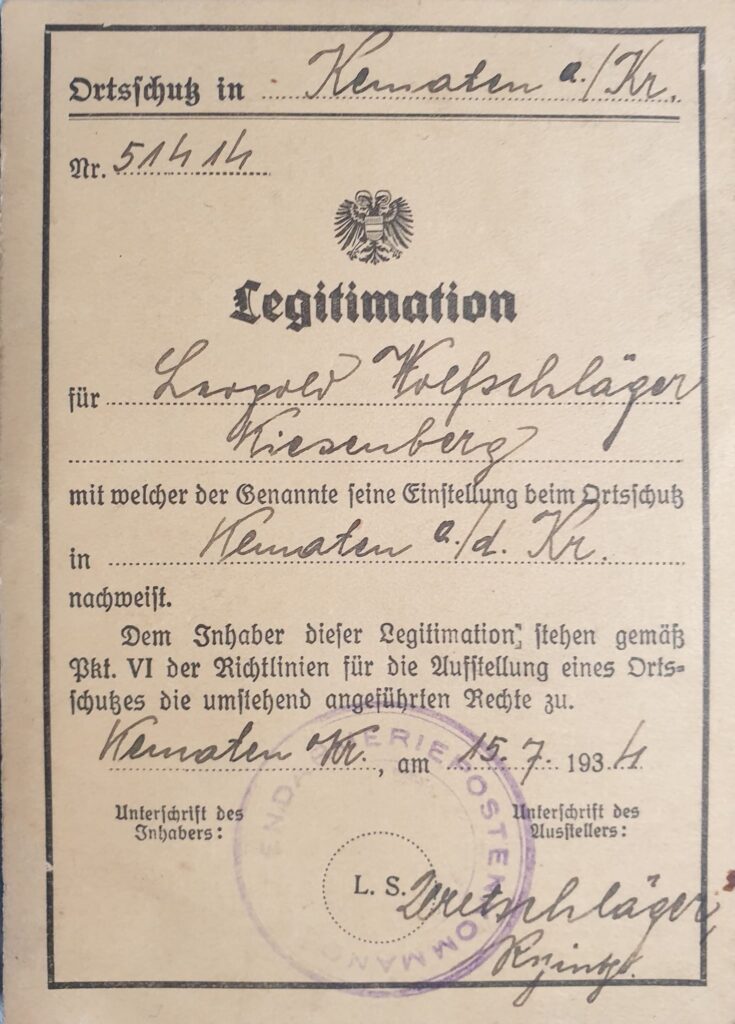 Ortsschutz in Kematen a./Kr.
Nr. 51414
Legitimation
für Leopold Wolfschläger
Kiesenberg
mit welcher der Genannte seine Einstellung beim Ortsschutz
in Kematen a./d. Kr.
nachweist.
Dem Inhaber dieser Legitimation stehen gemäß
Pkt. VI der Richtlinien für die Aufstellung eines Orts=
schutzes die umstehend angeführten Rechte zu.
Kematen Kr., am 15.7. 1934
Unterschrift des
Inhabers:
Unterschrift des
Ausstellers:
L. S.
GENDARMERIEPOSTENKOMMANDO